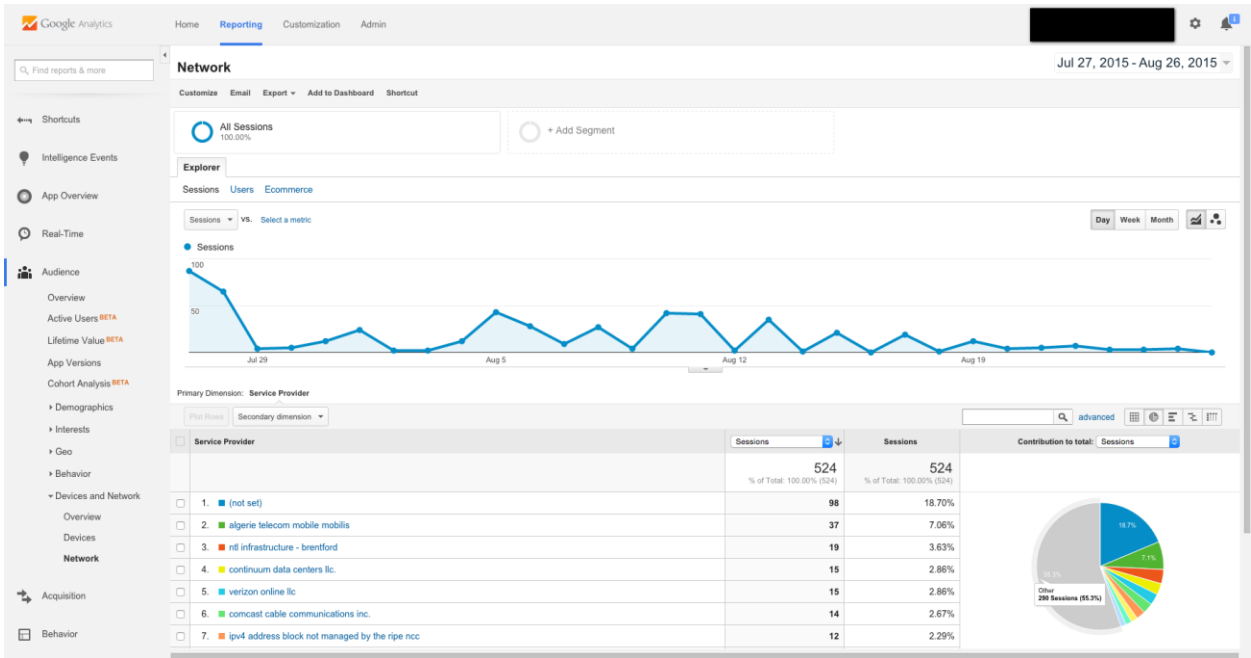 Google Analytics
Home Reporting Customization Admin
1
Find reports & more
Network
Jul 27, 2015 - Aug 26, 2015
Customize Email Export Add to Dashboard Shortcut
Shortcuts
All Sessions
100.00%
+ Add Segment
Intelligence Events
Explorer
App Overview
Sessions Users Ecommerce
Sessions VS. Select a metric
Day Week Month
Real-Time
Sessions
Audience
100
50
Jul 29 Aug 5 Aug 12 Aug 19
Overview
Active Users BETA
Lifetime Value BETA
App Versions
Cohort Analysis BETA
Demographics
Interests
Geo
Behavior
Devices and Network
Overview
Devices
Network
Acquisition
Behavior
Primary Dimension: Service Provider
Plot Rows Secondary dimension
advanced
Service Provider Sessions Sessions Contribution to total: Sessions
524 524
% of Total: 100.00% (524) % of Total: 100.00% (524)
1. (not set) 98 18.70%
2. algerie telecom mobile mobilis 37 7.06%
3. ntl infrastructure - brentford 19 3.63%
4. continuum data centers llc. 15 2.86%
5. verizon online llc 15 2.86%
6. comcast cable communications inc. 14 2.67%
7. ipv4 address block not managed by the ripe ncc 12 2.29%
18.7%
7.1%
Other
290 Sessions (55.3%)